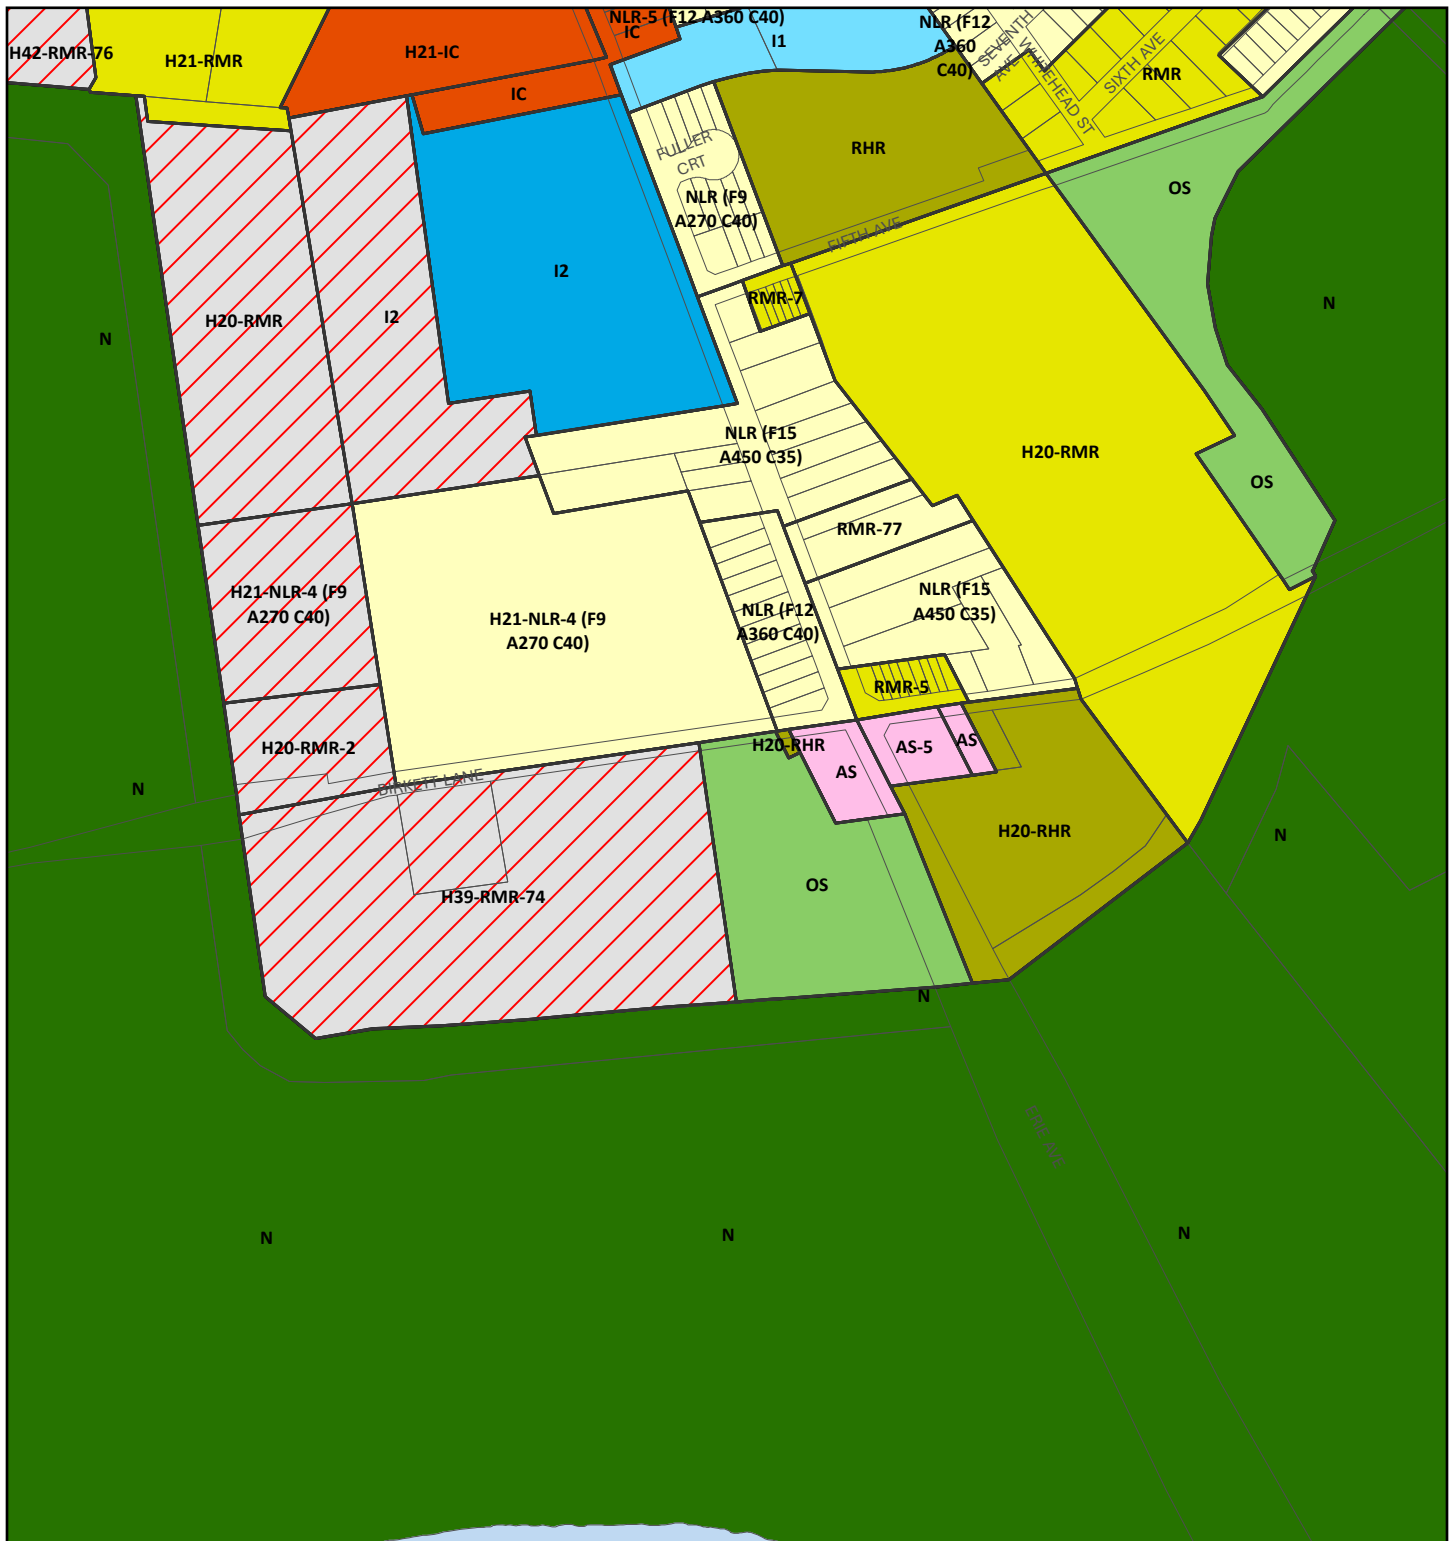 NLR-5 (F12 A360 C40)
IC
I1
NLR (F12
A360
C40)
SEVENTH
AVE
WHITEHEAD ST
SIXTH AVE
RMR
H42-RMR-76
H21-RMR
H21-IC
IC
FULLER
CRT
RHR
NLR (F9
A270 C40)
OS
FIFTH AVE
I2
RMR-7
N
H20-RMR
I2
N
NLR (F15
A450 C35)
H20-RMR
OS
RMR-77
H21-NLR-4 (F9
A270 C40)
H21-NLR-4 (F9
A270 C40)
NLR (F12
A360 C40)
NLR (F15
A450 C35)
RMR-5
H20-RMR-2
H20-RHR
AS
AS-5
AS
BIRKETT LANE
N
H20-RHR
N
H39-RMR-74
OS
N
N
N
N